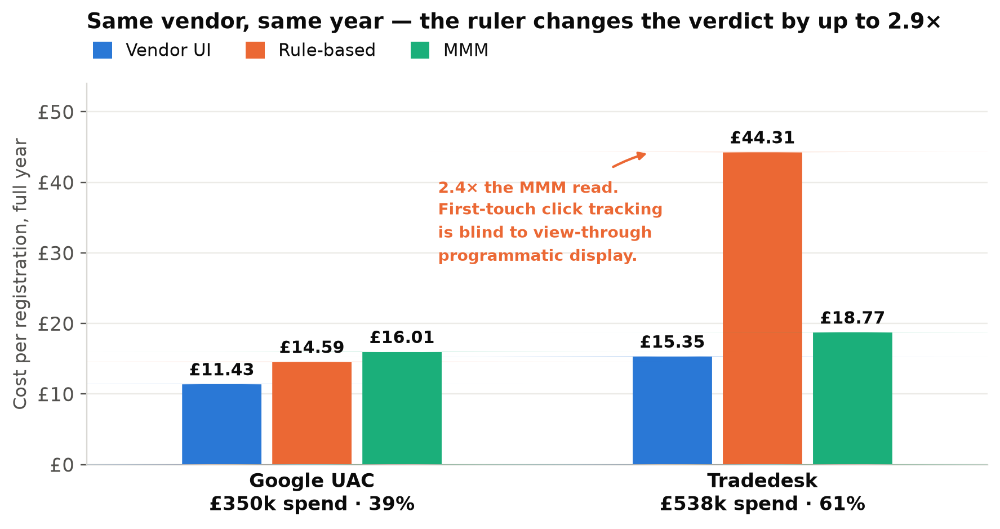 Same vendor, same year — the ruler changes the verdict by up to 2.9×
Vendor UI
Rule-based
MMM
Cost per registration, full year
£50
£40
£30
£20
£10
£0
£11.43
£14.59
£16.01
2.4× the MMM read.
First-touch click tracking
is blind to view-through
programmatic display.
£15.35
£44.31
£18.77
Google UAC
£350k spend · 39%
Tradedesk
£538k spend · 61%